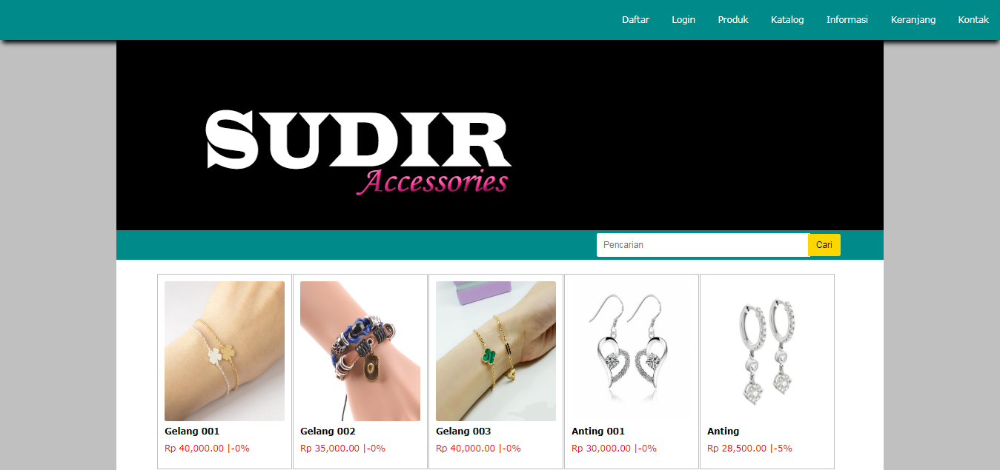 Daftar Login Produk Katalog Informasi Keranjang Kontak
SUDIR
Accessories
Pencarian Cari
Gelang 001
Rp 40,000.00 |-0%
Gelang 002
Rp 35,000.00 |-0%
Gelang 003
Rp 40,000.00 |-0%
Anting 001
Rp 30,000.00 |-0%
Anting
Rp 28,500.00 |-5%